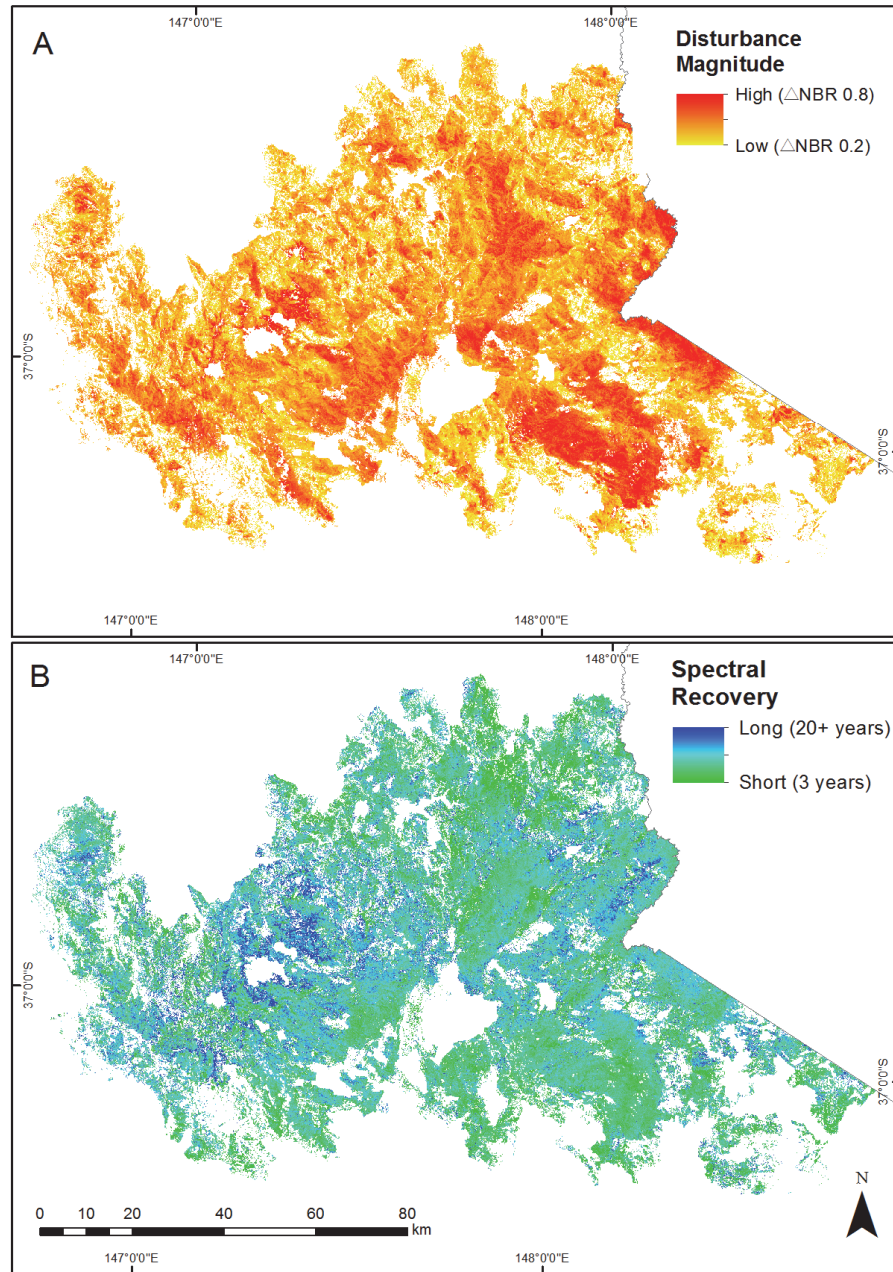 147°0'0"E
148°0'0"E
A
Disturbance
Magnitude
High (△NBR 0.8)
Low (△NBR 0.2)
37°0'0"S
37°0'0"S
147°0'0"E
148°0'0"E
147°0'0"E
148°0'0"E
B
Spectral
Recovery
Long (20+ years)
Short (3 years)
37°0'0"S
37°0'0"S
N
0 10 20 40 60 80
km
147°0'0"E
148°0'0"E